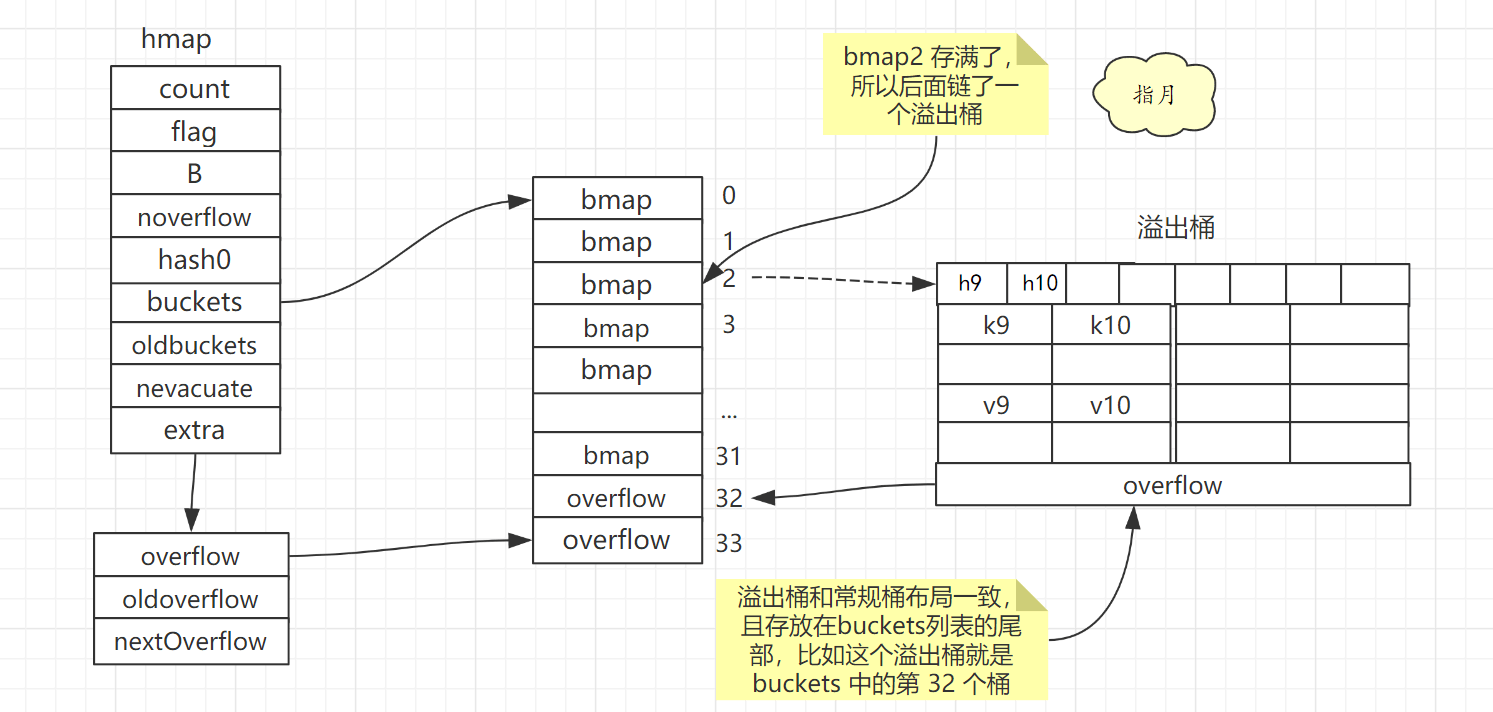 hmap
count
flag
B
noverflow
hash0
buckets
oldbuckets
nevacuate
extra
overflow
oldoverflow
nextOverflow
bmap 0
bmap 1
bmap 2
bmap 3
bmap
...
bmap 31
overflow 32
overflow 33
bmap2 存满了,
所以后面链了一
个溢出桶
指月
溢出桶
h9 h10
k9 k10
v9 v10
overflow
溢出桶和常规桶布局一致,
且存放在buckets列表的尾
部，比如这个溢出桶就是
buckets 中的第 32 个桶